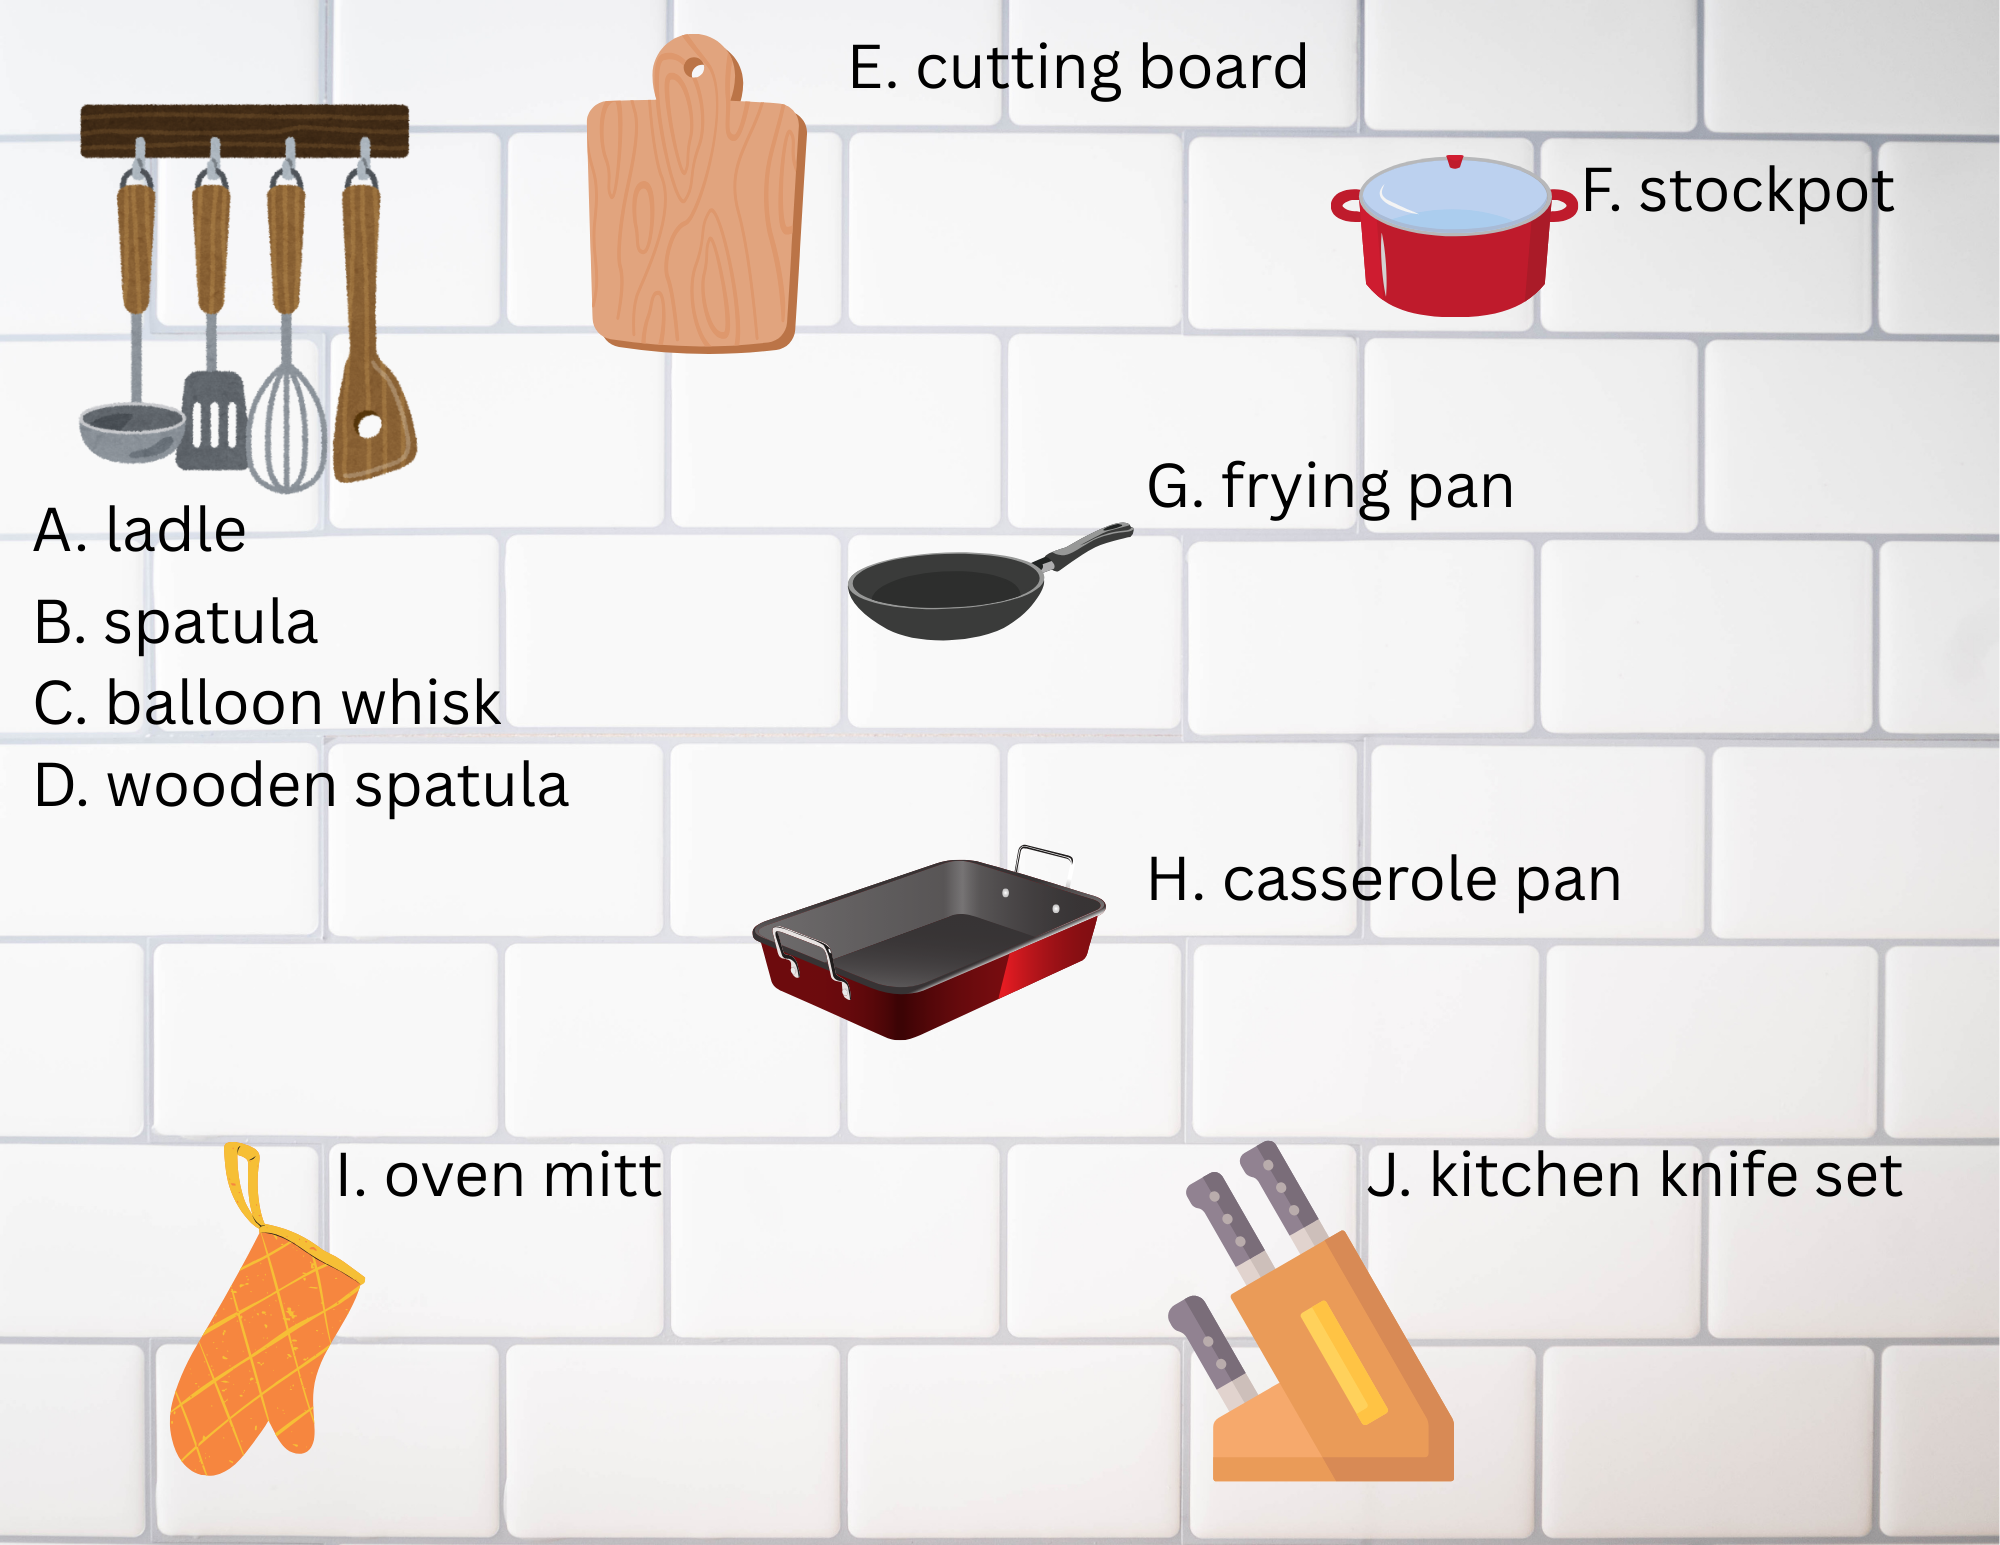 A. ladle
B. spatula
C. balloon whisk
D. wooden spatula
E. cutting board
F. stockpot
G. frying pan
H. casserole pan
I. oven mitt
J. kitchen knife set